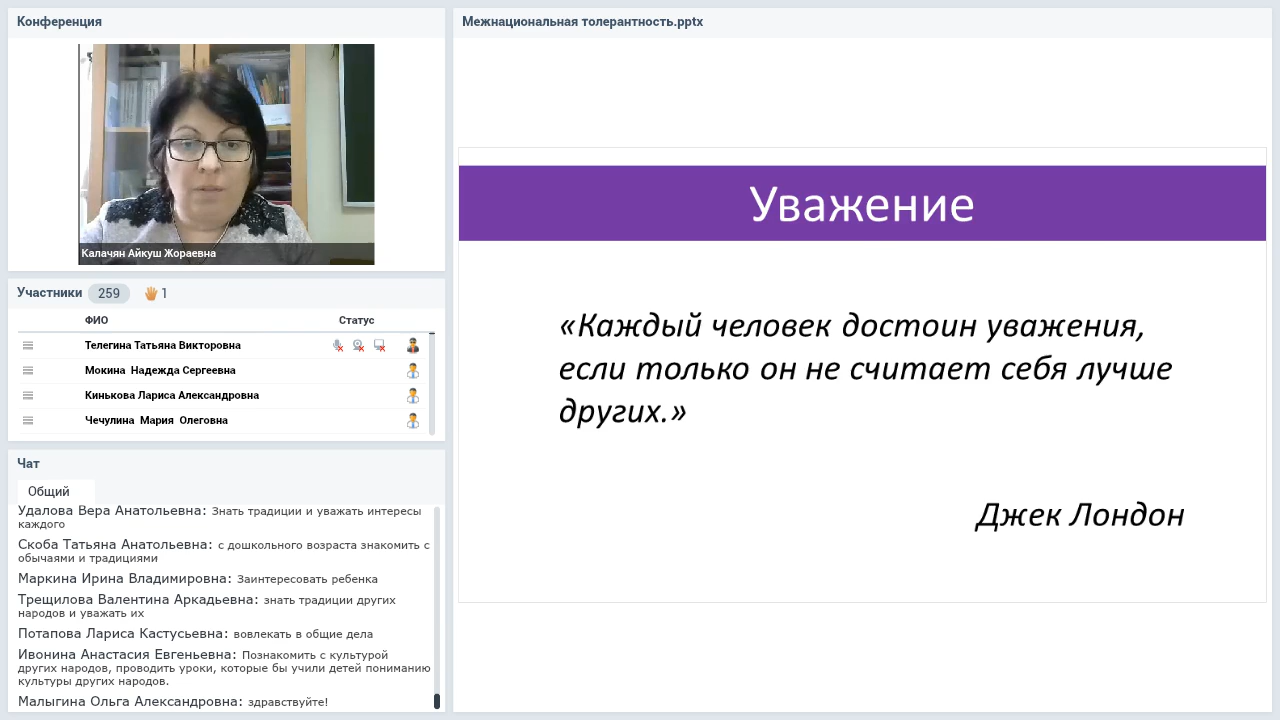 Конференция
Калачян Айкуш Жораевна
Участники 259 1
ФИО Статус
Телегина Татьяна Викторовна
Мокина Надежда Сергеевна
Кинькова Лариса Александровна
Чечулина Мария Олеговна
Чат
Общий
Удалова Вера Анатольевна: Знать традиции и уважать интересы
каждого
Скоба Татьяна Анатольевна: с дошкольного возраста знакомить с
обычаями и традициями
Маркина Ирина Владимировна: Заинтересовать ребенка
Трещилова Валентина Аркадьевна: знать традиции других
народов и уважать их
Потапова Лариса Кастусьевна: вовлекать в общие дела
Ивонина Анастасия Евгеньевна: Познакомить с культурой
других народов, проводить уроки, которые бы учили детей пониманию
культуры других народов.
Малыгина Ольга Александровна: здравствуйте!
Межнациональная толерантность.pptx
Уважение
«Каждый человек достоин уважения,
если только он не считает себя лучше
других.»
Джек Лондон